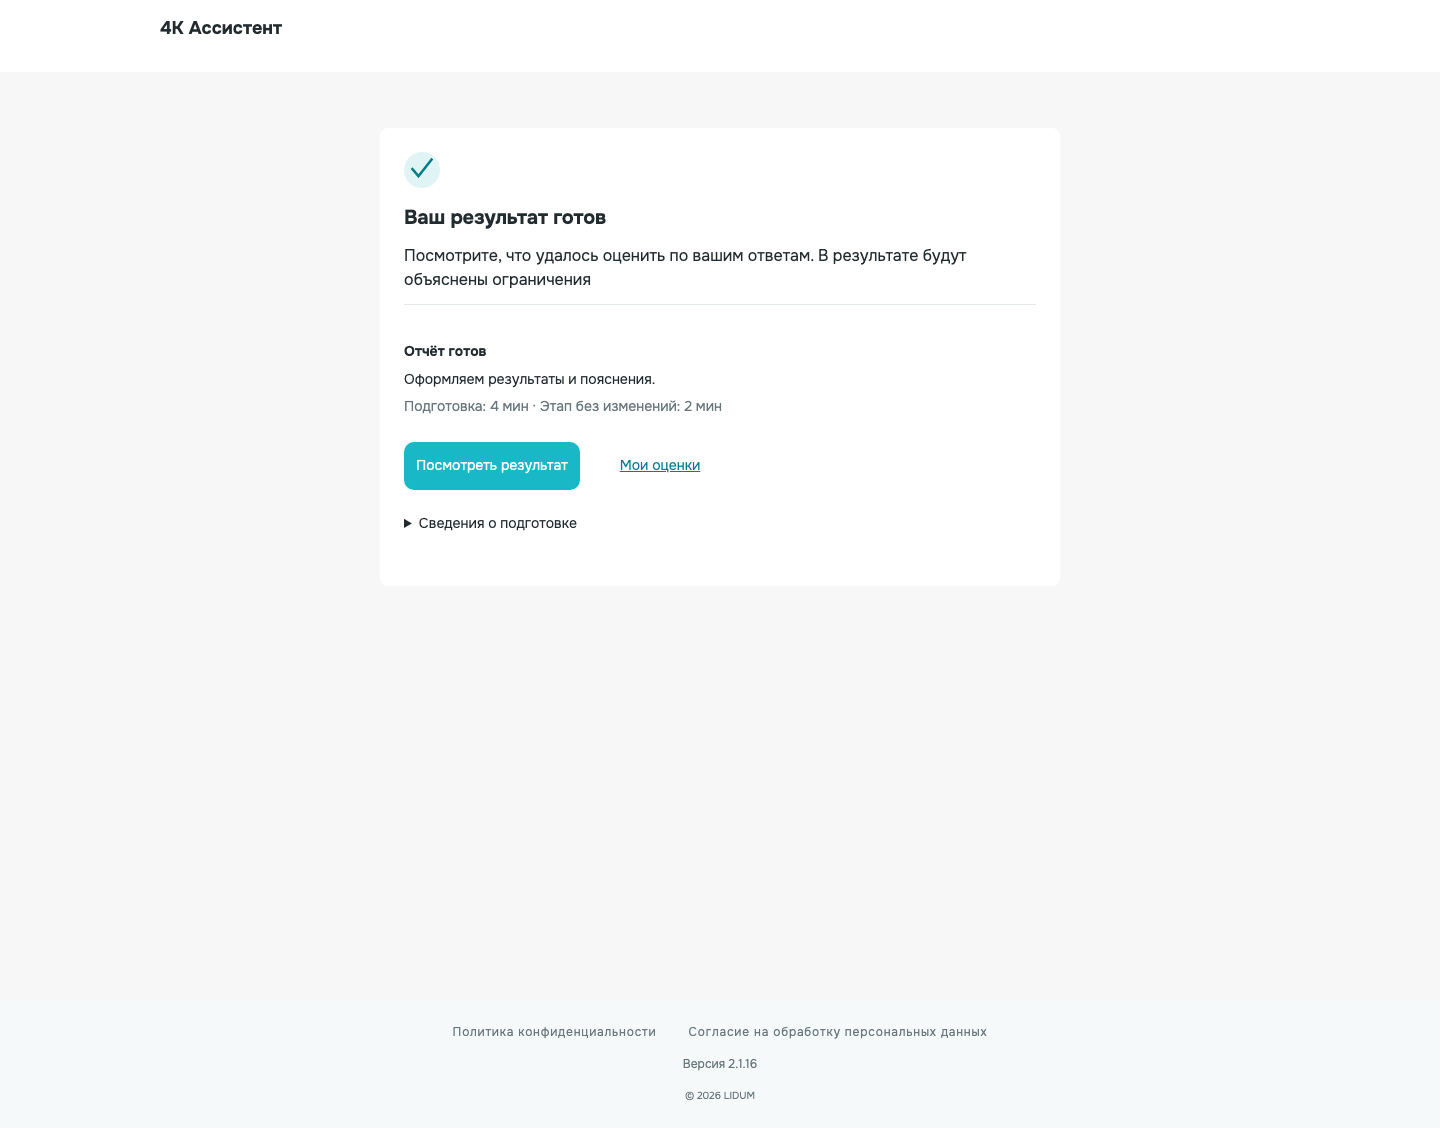 4К Ассистент
Ваш результат готов
Посмотрите, что удалось оценить по вашим ответам. В результате будут
объяснены ограничения
Отчёт готов
Оформляем результаты и пояснения.
Подготовка: 4 мин · Этап без изменений: 2 мин
Посмотреть результат
Мои оценки
Сведения о подготовке
Политика конфиденциальности
Согласие на обработку персональных данных
Версия 2.1.16
© 2026 LIDUM